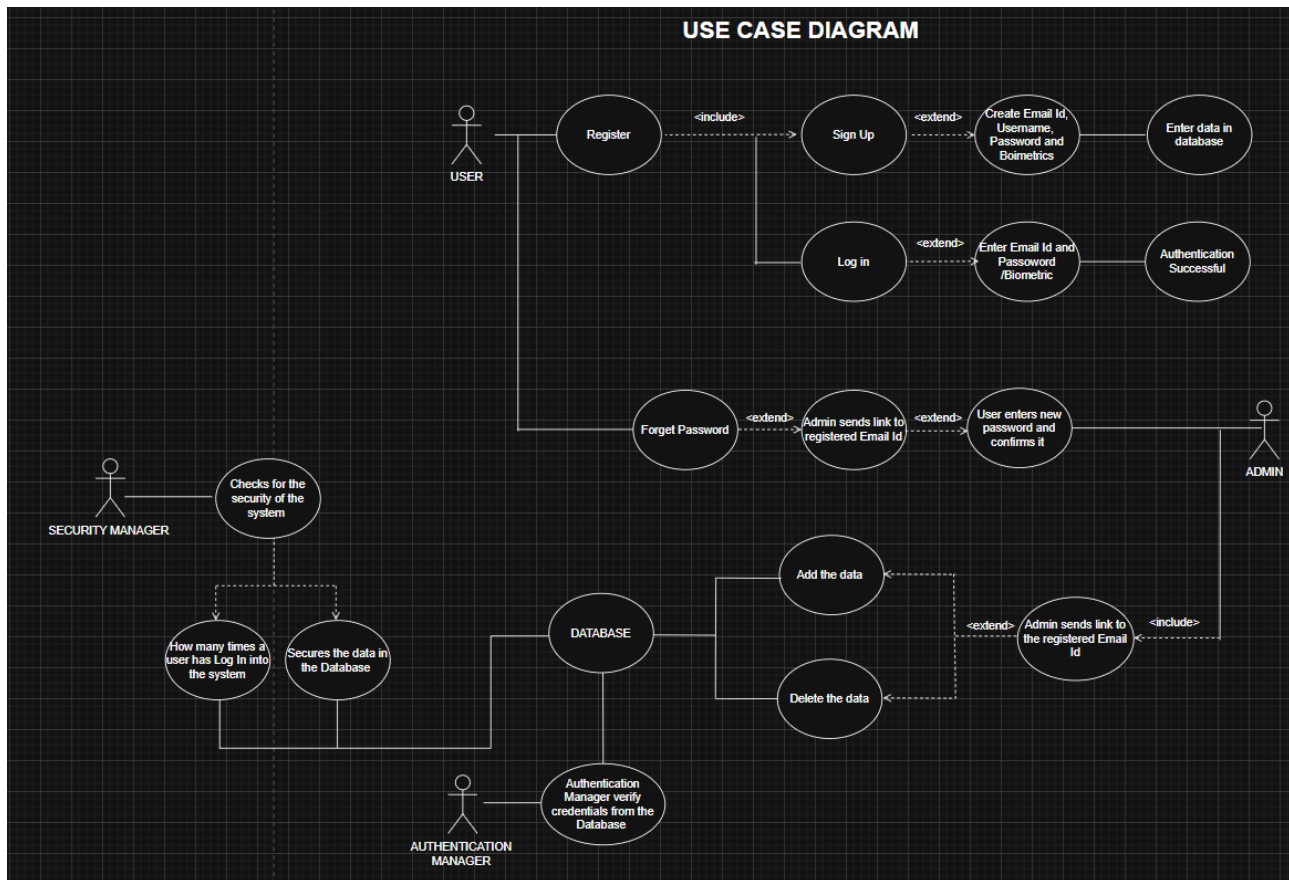 USE CASE DIAGRAM
USER
Register
<include>
Sign Up
<extend>
Create Email Id,
Username,
Password and
Boimetrics
Enter data in
database
Log in
<extend>
Enter Email Id and
Passoword
/Biometric
Authentication
Successful
Forget Password
<extend>
Admin sends link to
registered Email Id
<extend>
User enters new
password and
confirms it
ADMIN
SECURITY MANAGER
Checks for the
security of the
system
How many times a
user has Log In into
the system
Secures the data in
the Database
DATABASE
Add the data
Delete the data
<extend>
Admin sends link to
the registered Email
Id
<include>
AUTHENTICATION
MANAGER
Authentication
Manager verify
credentials from the
Database